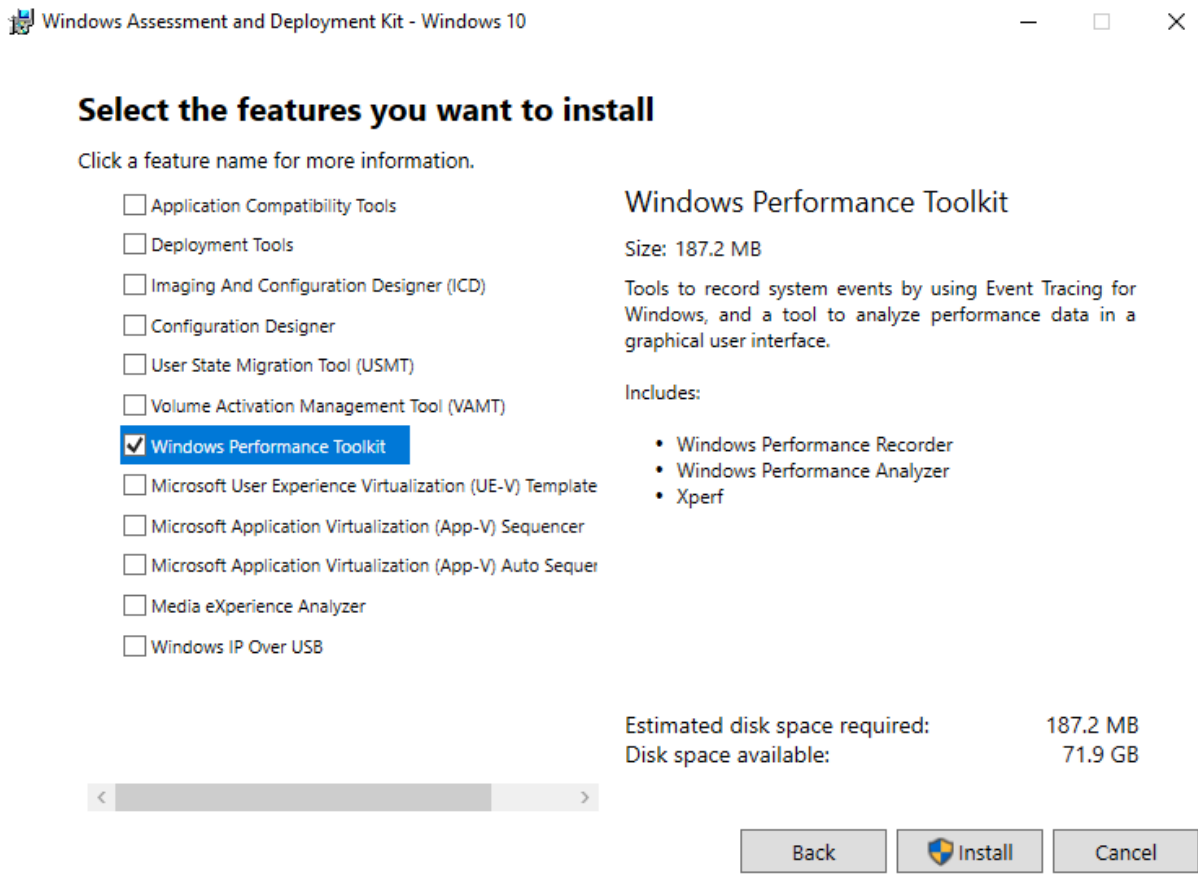 Windows Assessment and Deployment Kit - Windows 10
Select the features you want to install
Click a feature name for more information.
Application Compatibility Tools
Deployment Tools
Imaging And Configuration Designer (ICD)
Configuration Designer
User State Migration Tool (USMT)
Volume Activation Management Tool (VAMT)
Windows Performance Toolkit
Microsoft User Experience Virtualization (UE-V) Template
Microsoft Application Virtualization (App-V) Sequencer
Microsoft Application Virtualization (App-V) Auto Sequer
Media eXperience Analyzer
Windows IP Over USB
Windows Performance Toolkit
Size: 187.2 MB
Tools to record system events by using Event Tracing for
Windows, and a tool to analyze performance data in a
graphical user interface.
Includes:
• Windows Performance Recorder
• Windows Performance Analyzer
• Xperf
Estimated disk space required: 187.2 MB
Disk space available: 71.9 GB
Back
Install
Cancel